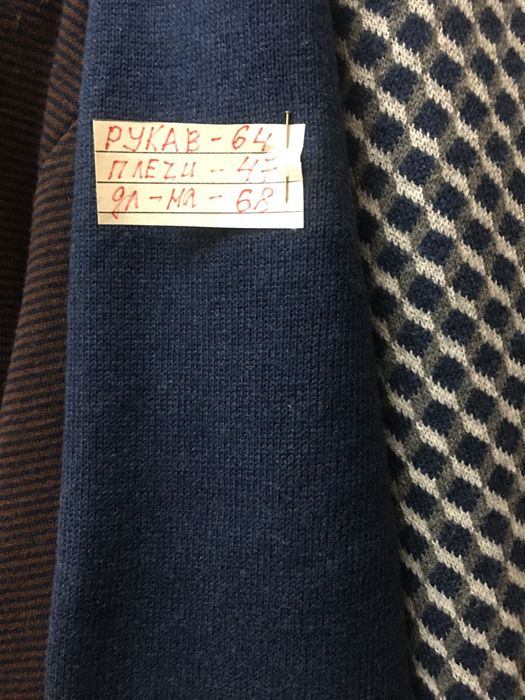 РУКАВ - 64
ПЛЕЧИ - 47
дл - на - 68